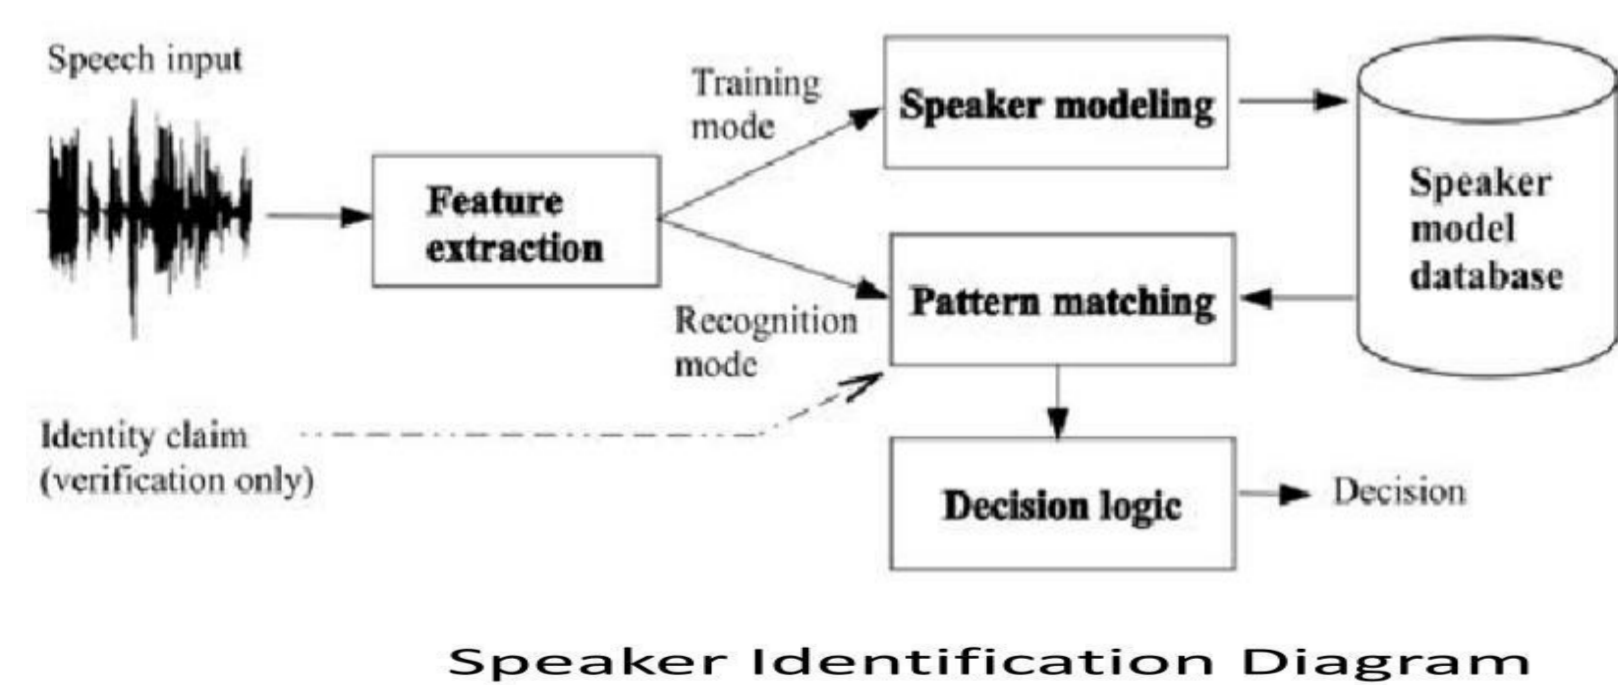 Speech input
Training
mode
Speaker modeling
Feature
extraction
Speaker
model
database
Pattern matching
Recognition
mode
Identity claim
(verification only)
Decision logic
Decision
Speaker Identification Diagram